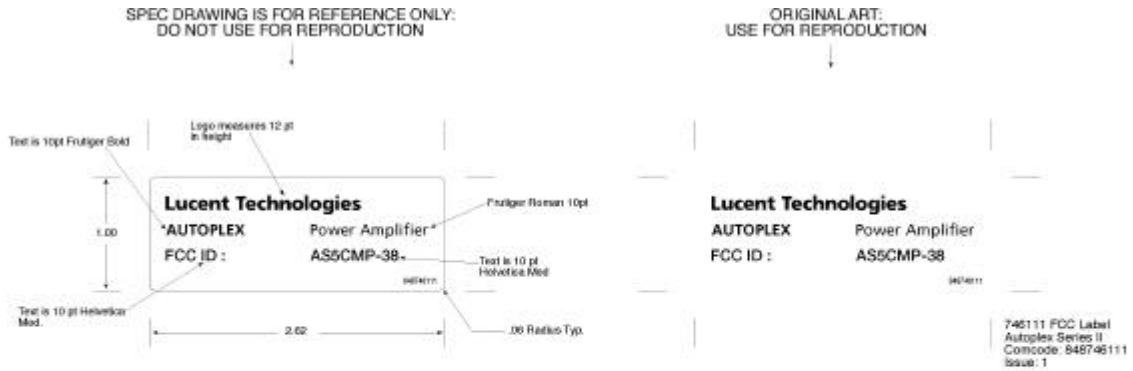 SPEC DRAWING IS FOR REFERENCE ONLY:
DO NOT USE FOR REPRODUCTION
ORIGINAL ART:
USE FOR REPRODUCTION
Logo measures 12 pt
in height
Text is 10pt Frutiger Bold
Lucent Technologies
AUTOPLEX Power Amplifier
FCC ID : AS5CMP-38
848746111
Frutiger Roman 10pt
1.00
Text is 10 pt
Helvetica Med
Text is 10 pt Helvetica
Med.
2.62
.06 Radius Typ.
Lucent Technologies
AUTOPLEX Power Amplifier
FCC ID : AS5CMP-38
848746111
746111 FCC Label
Autoplex Series II
Comcode: 848746111
Issue: 1